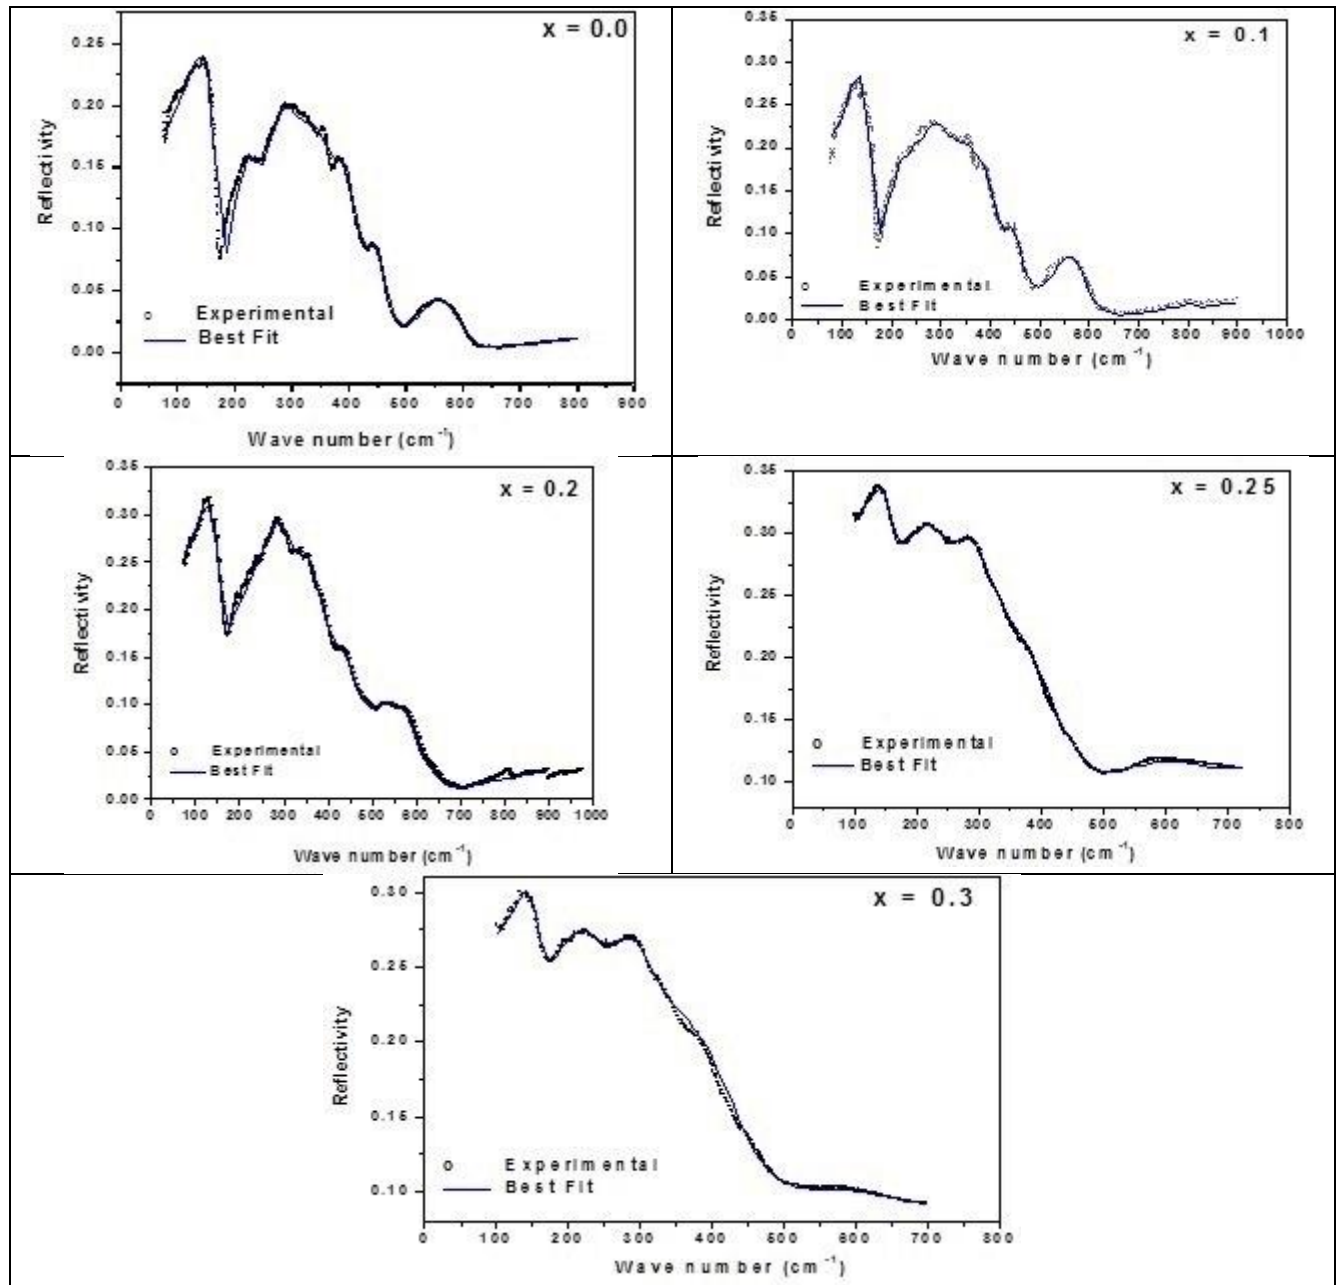 x = 0.0
0.25
0.20
0.15
0.10
0.05
0.00
Reflectivity
o Experimental
Best Fit
0 100 200 300 400 500 600 700 800 900
Wave number (cm⁻¹)
x = 0.1
0.35
0.30
0.25
0.20
0.15
0.10
0.05
0.00
Reflectivity
o Experimental
Best Fit
0 100 200 300 400 500 600 700 800 900 1000
Wave number (cm⁻¹)
x = 0.2
0.35
0.30
0.25
0.20
0.15
0.10
0.05
0.00
Reflectivity
o Experimental
Best Fit
0 100 200 300 400 500 600 700 800 900 1000
Wave number (cm⁻¹)
x = 0.25
0.35
0.30
0.25
0.20
0.15
0.10
Reflectivity
o Experimental
Best Fit
0 100 200 300 400 500 600 700 800
Wave number (cm⁻¹)
x = 0.3
0.30
0.25
0.20
0.15
0.10
Reflectivity
o Experimental
Best Fit
0 100 200 300 400 500 600 700 800
Wave number (cm⁻¹)